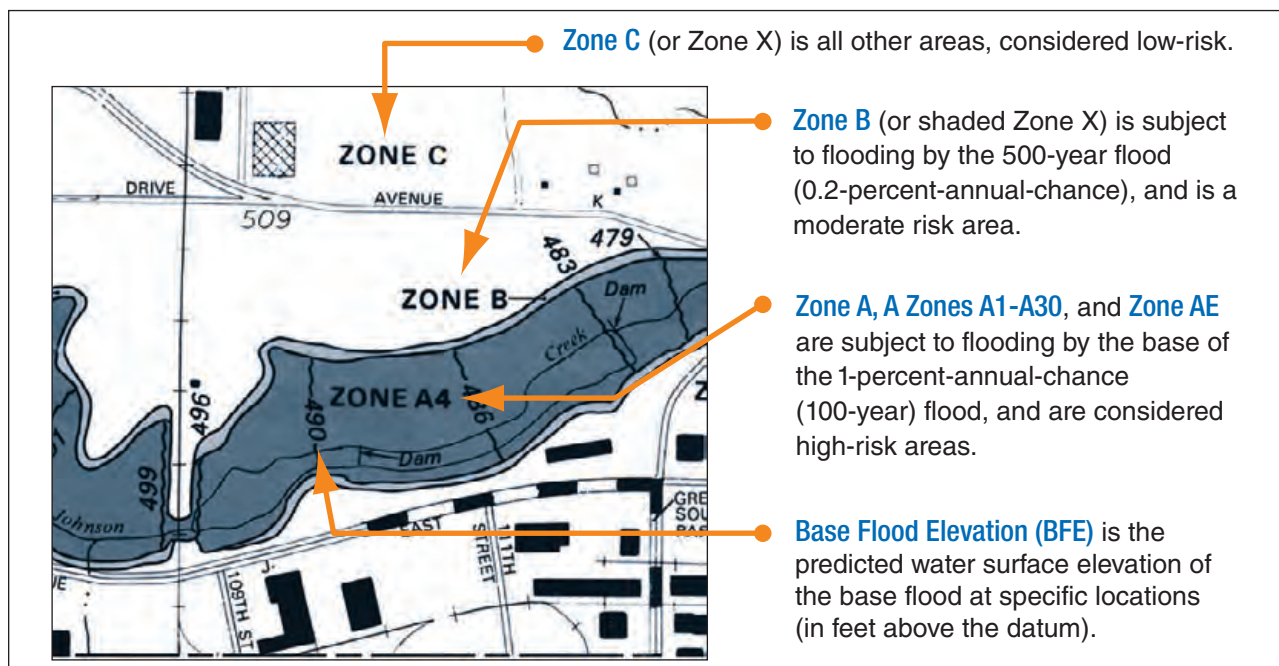 Zone C (or Zone X) is all other areas, considered low-risk.
Zone B (or shaded Zone X) is subject
to flooding by the 500-year flood
(0.2-percent-annual-chance), and is a
moderate risk area.
Zone A, A Zones A1-A30, and Zone AE
are subject to flooding by the base of
the 1-percent-annual-chance
(100-year) flood, and are considered
high-risk areas.
Base Flood Elevation (BFE) is the
predicted water surface elevation of
the base flood at specific locations
(in feet above the datum).
ZONE C
DRIVE
AVENUE
K
509
483
479
ZONE B
Dam
Creek
496
ZONE A4
490
486
499
Dam
Johnson
Z
EAST
GRE
SOU
BAS
STREET
111TH
109TH ST
J.